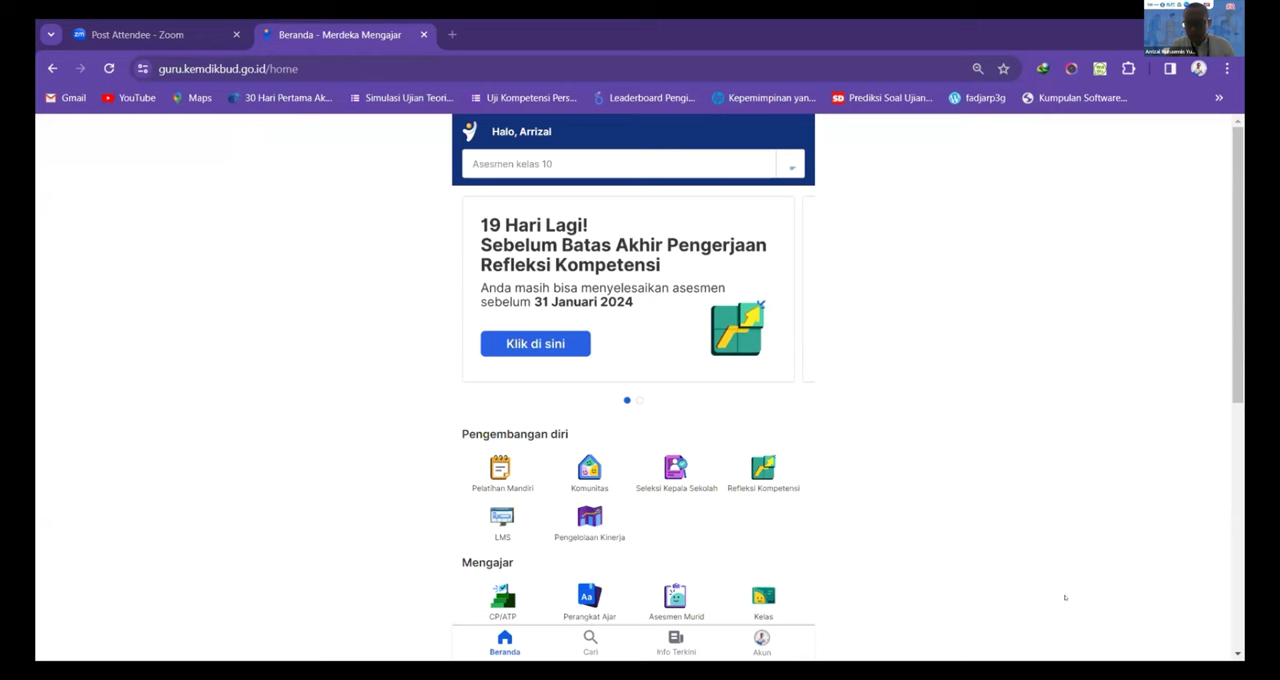 Post Attendee - Zoom
Beranda - Merdeka Mengajar
guru.kemdikbud.go.id/home
Gmail
YouTube
Maps
30 Hari Pertama Ak...
Simulasi Ujian Teori...
Uji Kompetensi Pers...
Leaderboard Pengi...
Kepemimpinan yan...
Prediksi Soal Ujian...
fadjarp3g
Kumpulan Software...
Halo, Arrizal
Asesmen kelas 10
19 Hari Lagi!
Sebelum Batas Akhir Pengerjaan
Refleksi Kompetensi
Anda masih bisa menyelesaikan asesmen
sebelum 31 Januari 2024
Klik di sini
Pengembangan diri
Pelatihan Mandiri
Komunitas
Seleksi Kepala Sekolah
Refleksi Kompetensi
LMS
Pengelolaan Kinerja
Mengajar
CP/ATP
Perangkat Ajar
Asesmen Murid
Kelas
Beranda
Cari
Info Terkini
Akun